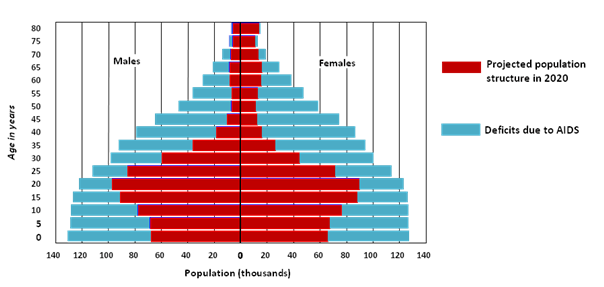 80
75
70
65
60
55
50
45
40
35
30
25
20
15
10
5
0
Age in years
Males
Females
140 120 100 80 60 40 20 0 20 40 60 80 100 120 140
Population (thousands)
Projected population
structure in 2020
Deficits due to AIDS